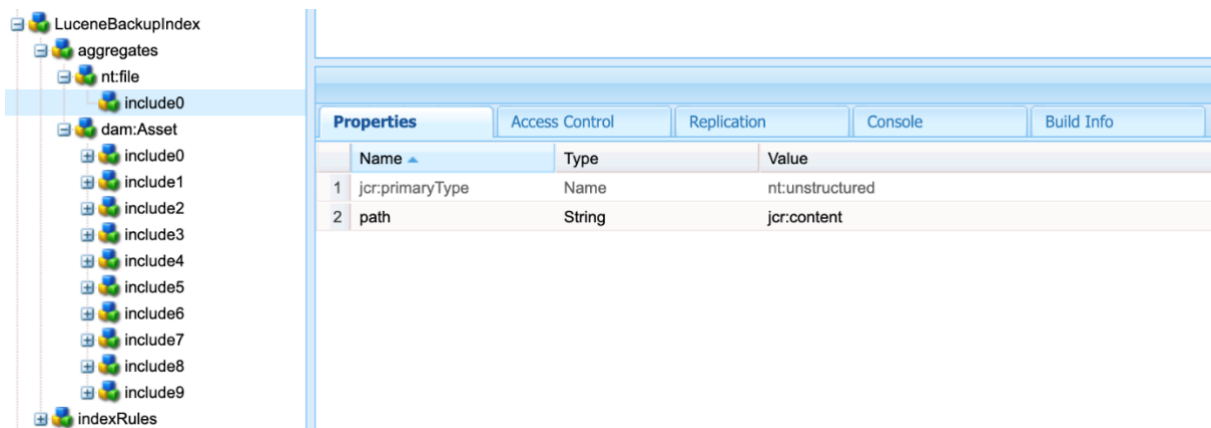 LuceneBackupIndex
aggregates
nt:file
include0
dam:Asset
include0
include1
include2
include3
include4
include5
include6
include7
include8
include9
indexRules
Properties Access Control Replication Console Build Info
Name Type Value
1 jcr:primaryType Name nt:unstructured
2 path String jcr:content